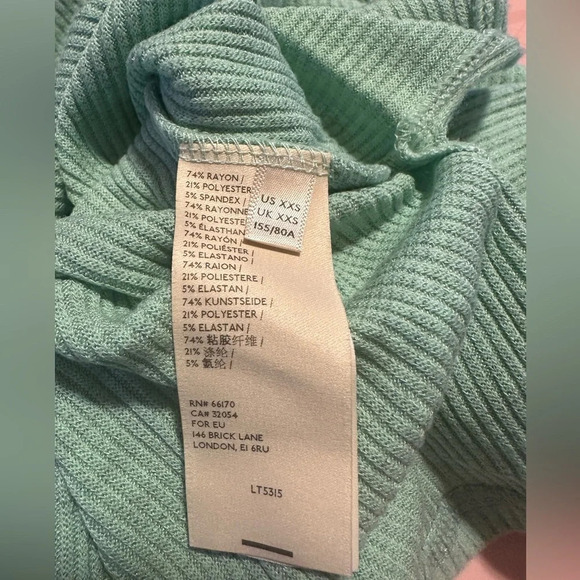 74% RAYON /
21% POLYESTER
5% SPANDEX /
74% RAYONNE
21% POLYESTE
5% ÉLASTHAN
74% RAYÓN /
21% POLIÉSTER /
5% ELASTANO /
74% RAION /
21% POLIESTERE /
5% ELASTAN /
74% KUNSTSEIDE /
21% POLYESTER /
5% ELASTAN /
74% 粘胶纤维 /
21% 涤纶 /
5% 氨纶 /
RN# 66170
CA# 32054
FOR EU
146 BRICK LANE
LONDON, E1 6RU
LT5315
US XXS
UK XXS
155/80A